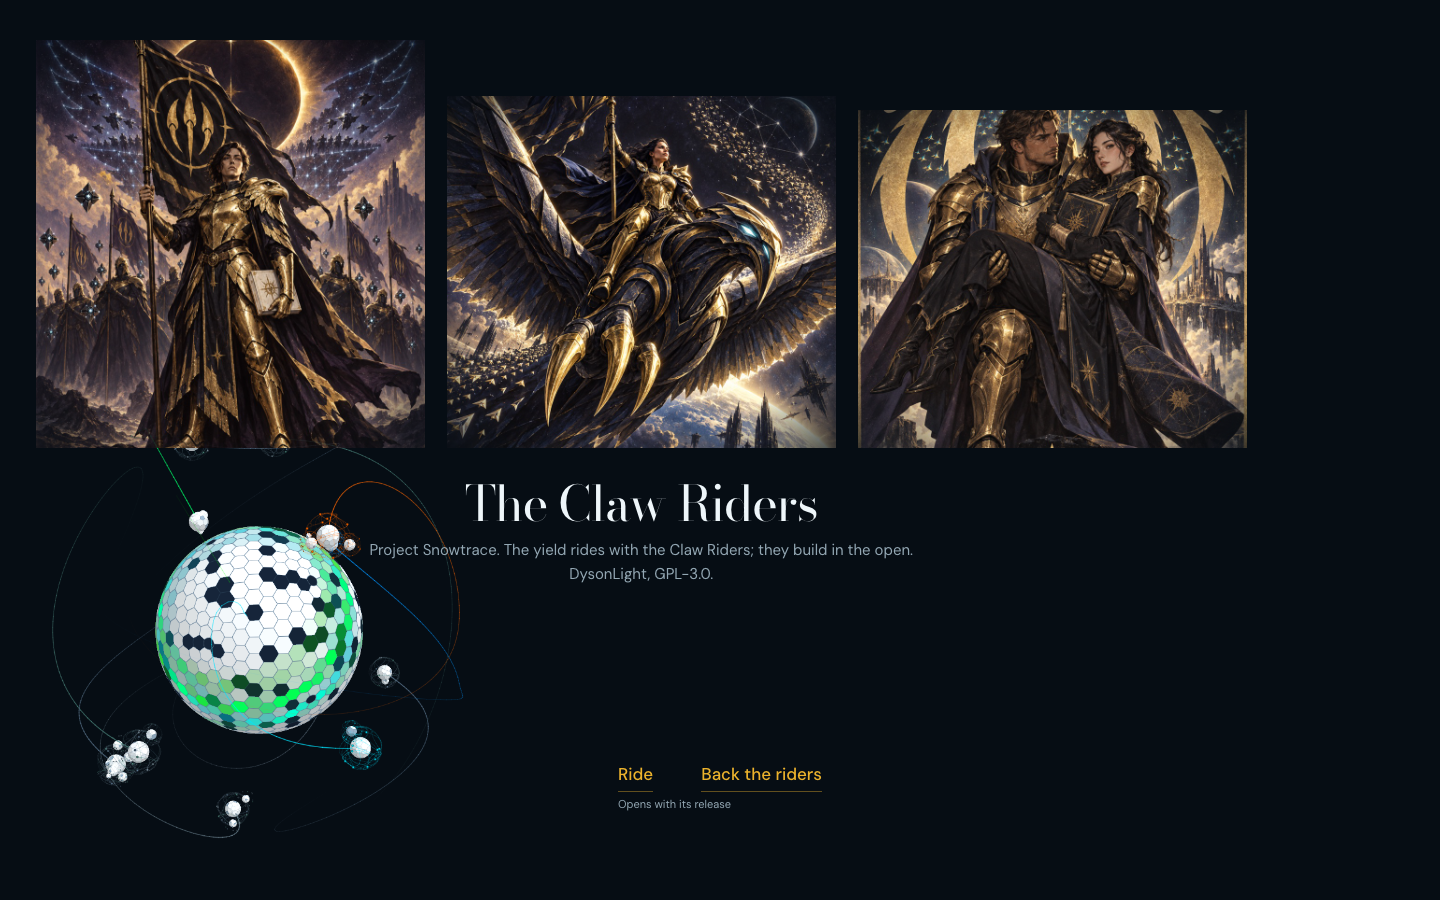 The Claw Riders
Project Snowtrace. The yield rides with the Claw Riders; they build in the open.
DysonLight, GPL-3.0.
Ride
Back the riders
Opens with its release